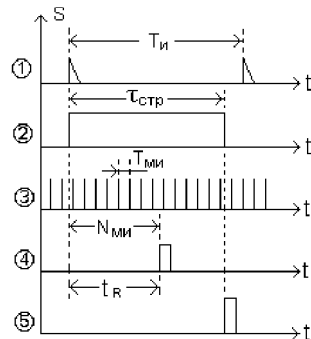 S
Tи
① t
τстр
② t
Tми
③ t
Nми
④ t
tR
⑤ t